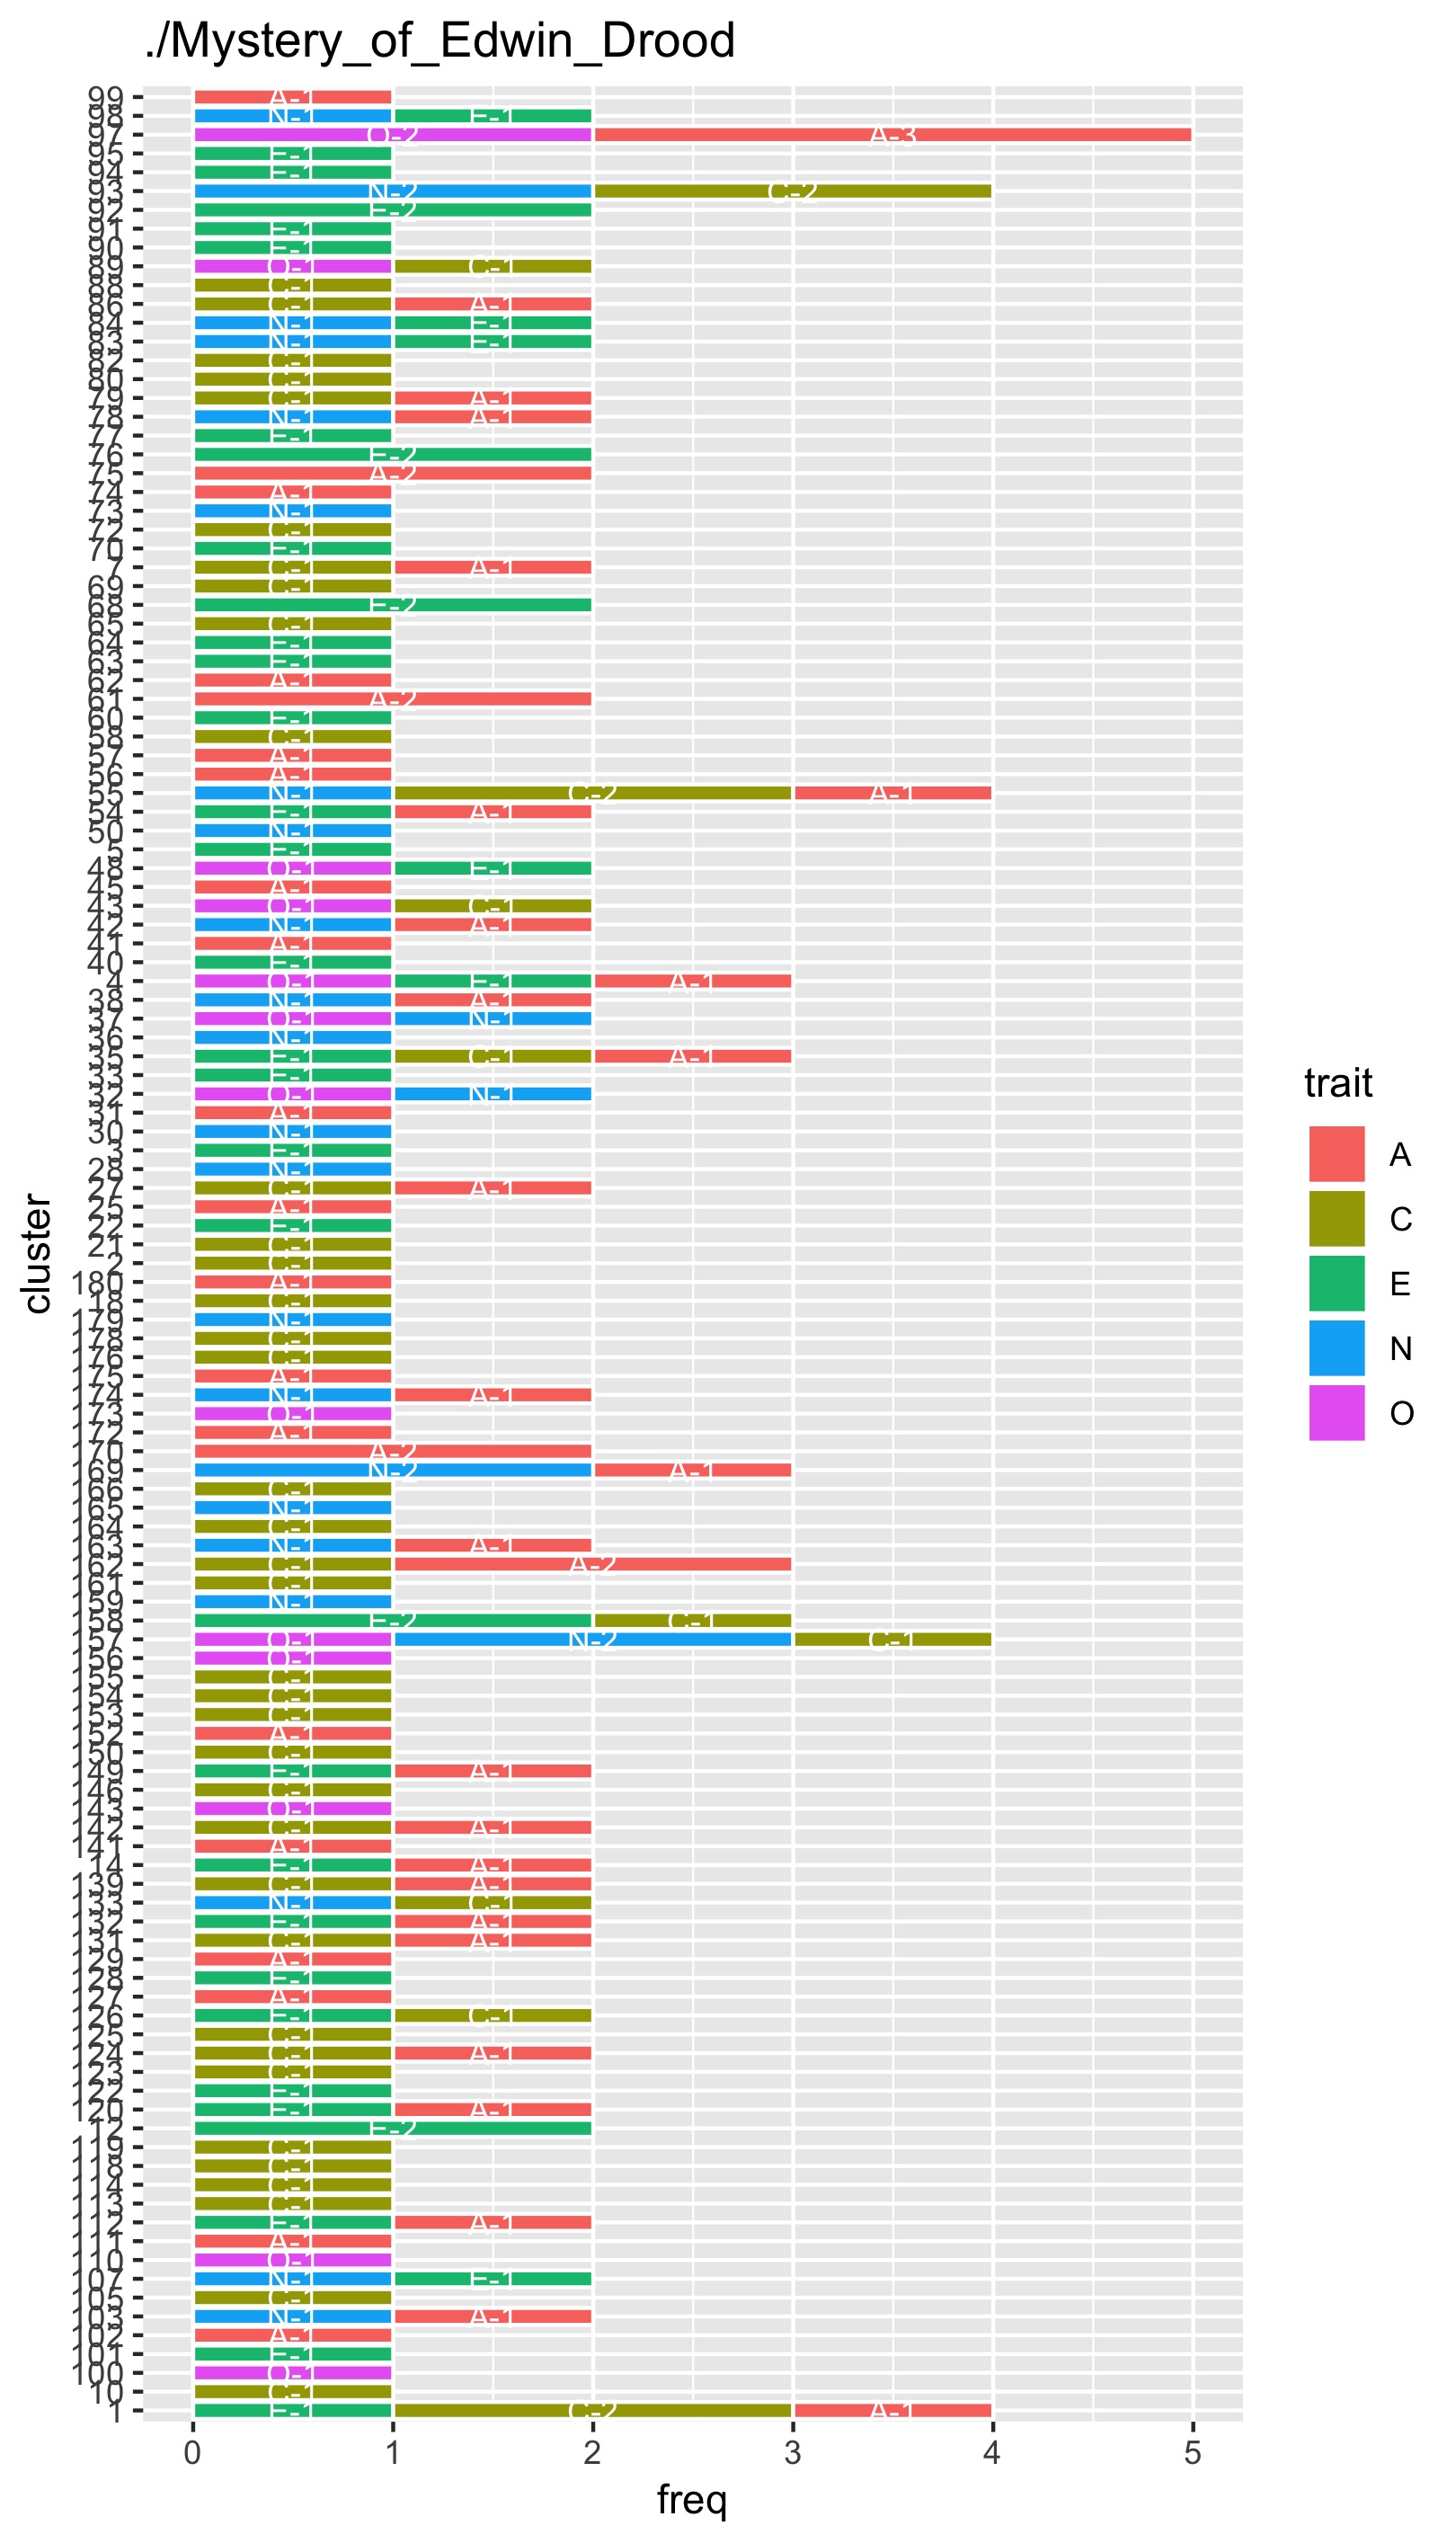 ./Mystery_of_Edwin_Drood
99 A-1
98 N-1 E-1
97 O-2 A-3
95 E-1
94 E-1
93 N-2 C-2
92 E-2
91 E-1
90 E-1
89 O-1 C-1
88 C-1
86 C-1 A-1
84 N-1 E-1
83 N-1 E-1
82 C-1
80 C-1
79 C-1 A-1
78 N-1 A-1
77 E-1
76 E-2
75 A-2
74 A-1
73 N-1
72 C-1
70 E-1
7 C-1 A-1
69 C-1
68 E-2
65 C-1
64 E-1
63 E-1
62 A-1
61 A-2
60 E-1
58 C-1
57 A-1
56 A-1
55 N-1 C-2 A-1
54 E-1 A-1
50 N-1
5 E-1
48 O-1 E-1
45 A-1
43 O-1 C-1
42 N-1 A-1
41 A-1
40 E-1
4 O-1 E-1 A-1
38 N-1 A-1
37 O-1 N-1
36 N-1
35 E-1 C-1 A-1
33 E-1
32 O-1 N-1
31 A-1
30 N-1
3 E-1
28 N-1
27 C-1 A-1
25 A-1
22 E-1
21 C-1
2 C-1
180 A-1
18 C-1
179 N-1
178 C-1
176 C-1
175 A-1
174 N-1 A-1
173 O-1
172 A-1
170 A-2
169 N-2 A-1
166 C-1
165 N-1
164 C-1
163 N-1 A-1
162 C-1 A-2
161 C-1
159 N-1
158 E-2 C-1
157 O-1 N-2 C-1
156 O-1
155 C-1
154 C-1
153 C-1
152 A-1
150 C-1
149 E-1 A-1
146 C-1
143 O-1
142 C-1 A-1
141 A-1
14 E-1 A-1
139 C-1 A-1
133 N-1 C-1
132 E-1 A-1
131 C-1 A-1
129 A-1
128 E-1
127 A-1
126 E-1 C-1
125 C-1
124 C-1 A-1
123 C-1
122 E-1
120 E-1 A-1
12 E-2
119 C-1
118 C-1
114 C-1
113 C-1
112 E-1 A-1
111 A-1
110 O-1
107 N-1 E-1
105 C-1
103 N-1 A-1
102 A-1
101 E-1
100 O-1
10 C-1
1 E-1 C-2 A-1
0 1 2 3 4 5
freq
cluster
trait
A
C
E
N
O